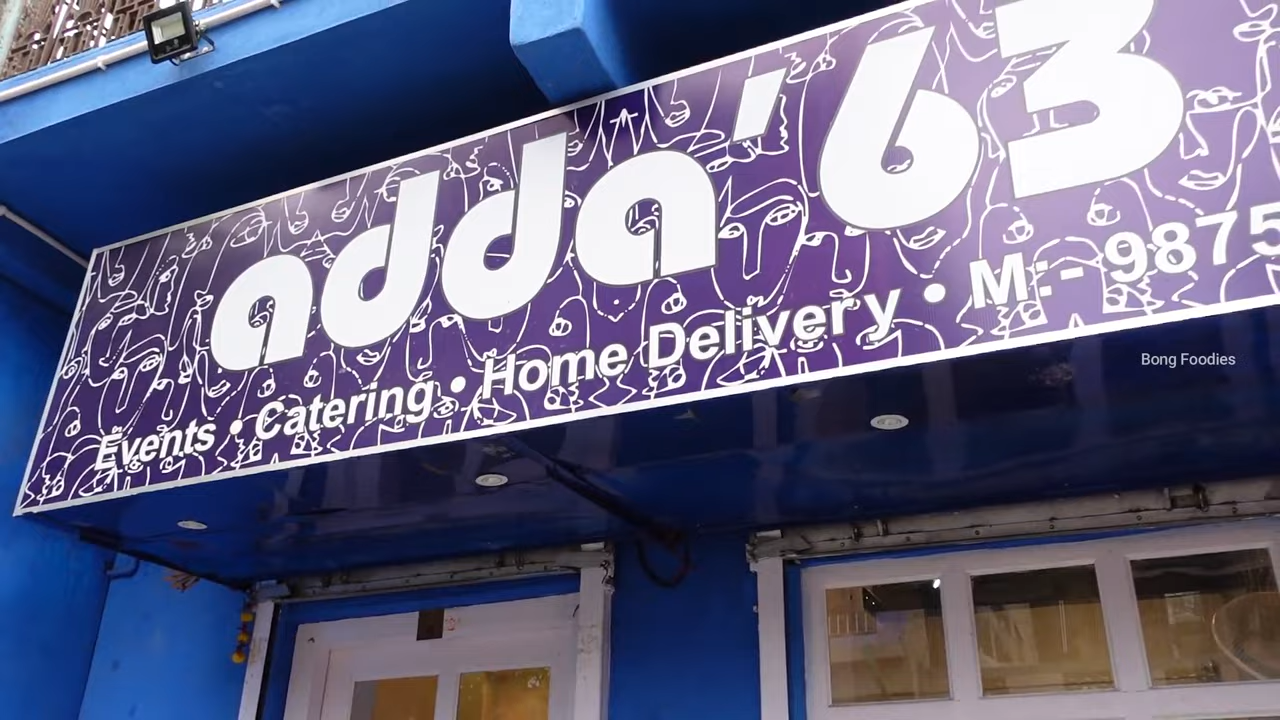 adda'63
Events • Catering • Home Delivery • M:- 9875
Bong Foodies